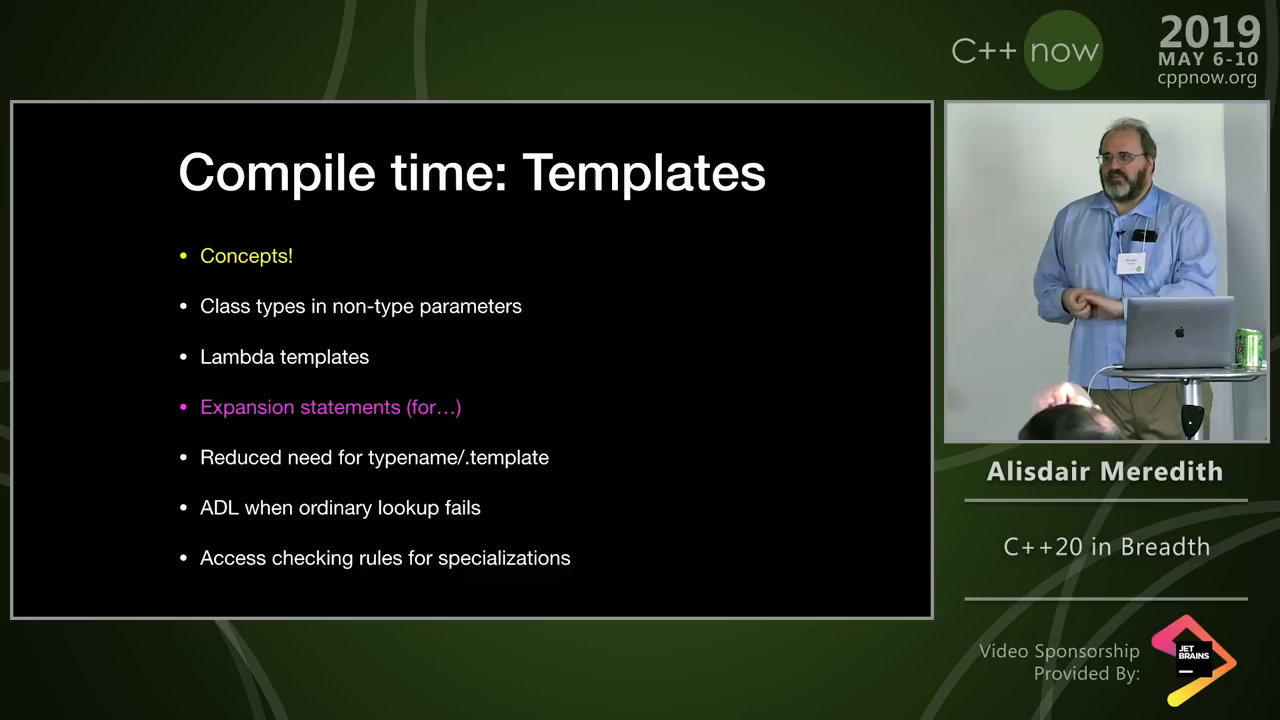 C++ now
2019
MAY 6-10
cppnow.org
Compile time: Templates
• Concepts!
• Class types in non-type parameters
• Lambda templates
• Expansion statements (for…)
• Reduced need for typename/.template
• ADL when ordinary lookup fails
• Access checking rules for specializations
Alisdair Meredith
C++20 in Breadth
Video Sponsorship
Provided By:
JET
BRAINS